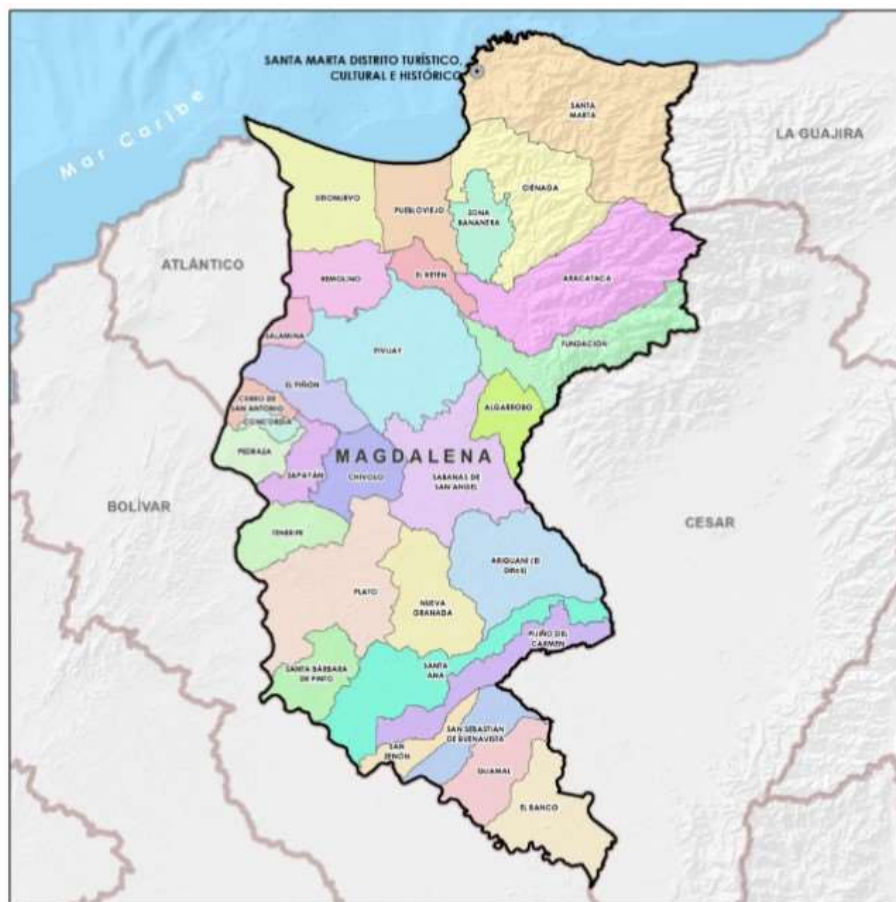 SANTA MARTA DISTRITO TURÍSTICO,
CULTURAL E HISTÓRICO
SANTA
MARTA
LA GUAJIRA
Mar Caribe
CIÉNAGA
SITIONUEVO
PUEBLOVIEJO
ZONA
BANANERA
ATLÁNTICO
REMOLINO
EL RETÉN
ARACATACA
SALAMINA
PIVIJAY
FUNDACIÓN
EL PIÑÓN
CERRO DE
SAN ANTONIO
CONCORDIA
ALGARROBO
PEDRAZA
MAGDALENA
ZAPAYÁN
CHIVOLO
SABANAS DE
SAN ANGEL
BOLÍVAR
CESAR
TENERIFE
ARIGUANÍ (El
Difícil)
PLATO
NUEVA
GRANADA
PIJIÑO DEL
CARMEN
SANTA BÁRBARA
DE PINTO
SANTA
ANA
SAN SEBASTIÁN
DE BUENAVISTA
SAN
ZENÓN
GUAMAL
EL BANCO